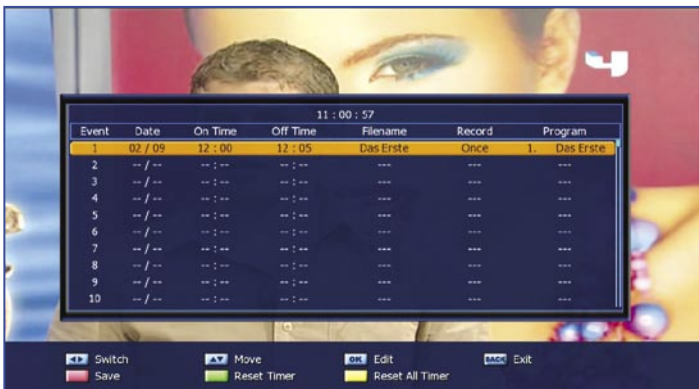 11 : 00 : 57
Event Date On Time Off Time Filename Record Program
1 02 / 09 12 : 00 12 : 05 Das Erste Once 1. Das Erste
2 -- / -- -- : -- -- : -- --- --- ---
3 -- / -- -- : -- -- : -- --- --- ---
4 -- / -- -- : -- -- : -- --- --- ---
5 -- / -- -- : -- -- : -- --- --- ---
6 -- / -- -- : -- -- : -- --- --- ---
7 -- / -- -- : -- -- : -- --- --- ---
8 -- / -- -- : -- -- : -- --- --- ---
9 -- / -- -- : -- -- : -- --- --- ---
10 -- / -- -- : -- -- : -- --- --- ---
Switch Move OK Edit BACK Exit
Save Reset Timer Reset All Timer